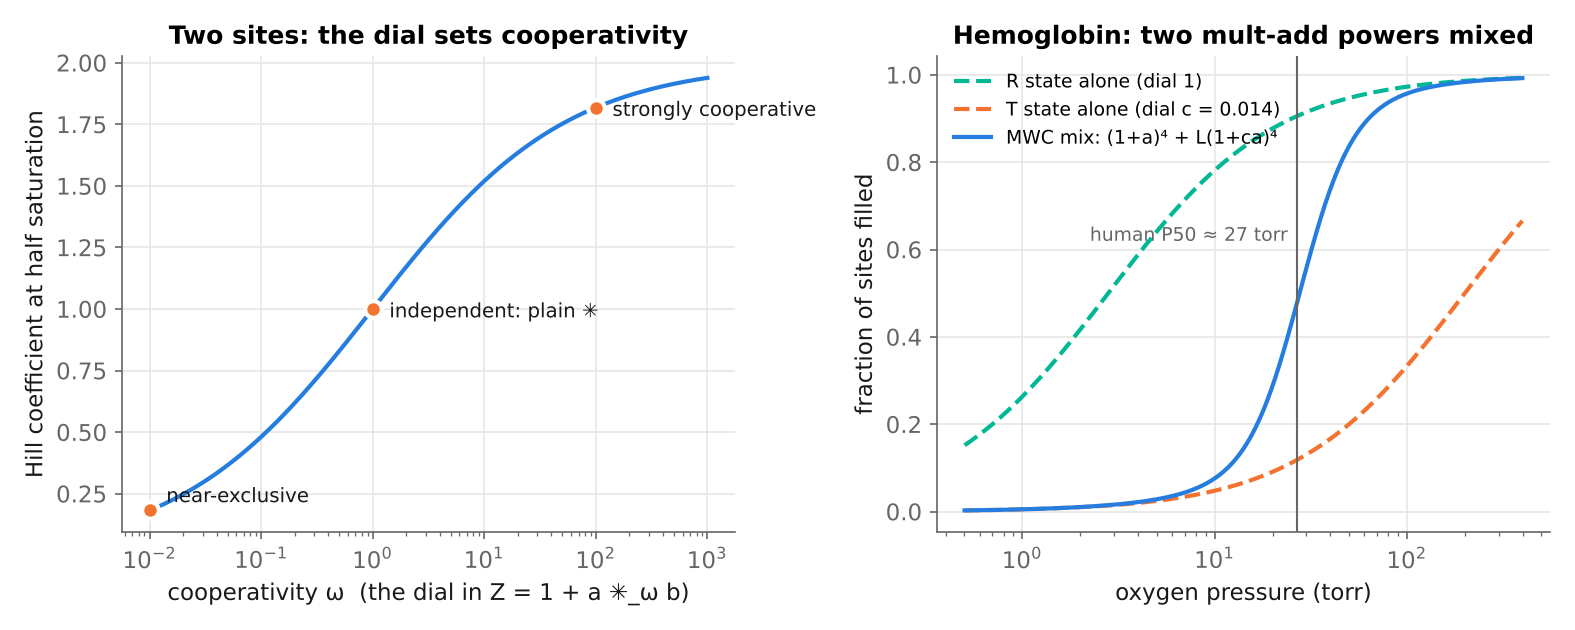 Two sites: the dial sets cooperativity
Hill coefficient at half saturation
2.00
1.75
1.50
1.25
1.00
0.75
0.50
0.25
strongly cooperative
independent: plain ✳
near-exclusive
10⁻² 10⁻¹ 10⁰ 10¹ 10² 10³
cooperativity ω (the dial in Z = 1 + a ✳_ω b)
Hemoglobin: two mult-add powers mixed
fraction of sites filled
1.0
0.8
0.6
0.4
0.2
0.0
R state alone (dial 1)
T state alone (dial c = 0.014)
MWC mix: (1+a)⁴ + L(1+ca)⁴
human P50 ≈ 27 torr
10⁰ 10¹ 10²
oxygen pressure (torr)